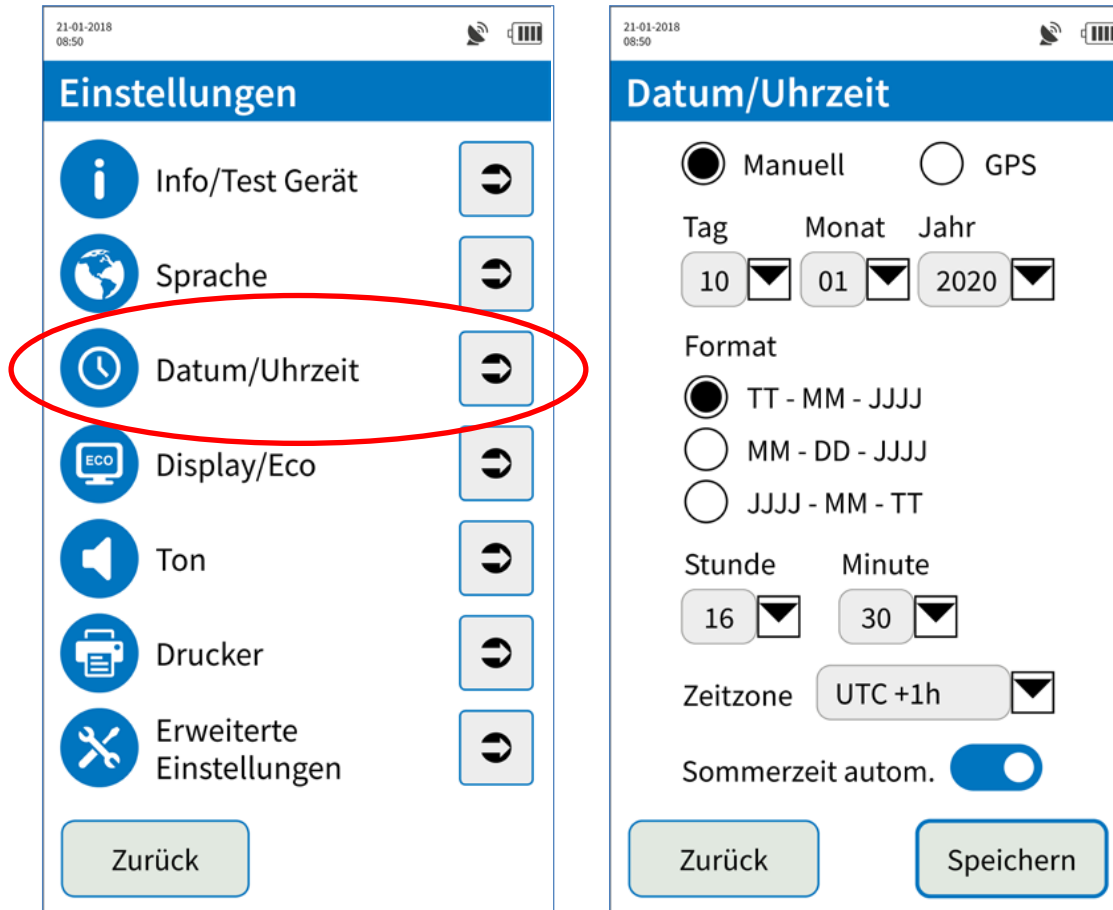 21-01-2018
08:50
Einstellungen
Info/Test Gerät
Sprache
Datum/Uhrzeit
ECO
Display/Eco
Ton
Drucker
Erweiterte
Einstellungen
Zurück
21-01-2018
08:50
Datum/Uhrzeit
Manuell GPS
Tag Monat Jahr
10 01 2020
Format
TT - MM - JJJJ
MM - DD - JJJJ
JJJJ - MM - TT
Stunde Minute
16 30
Zeitzone UTC +1h
Sommerzeit autom.
Zurück Speichern